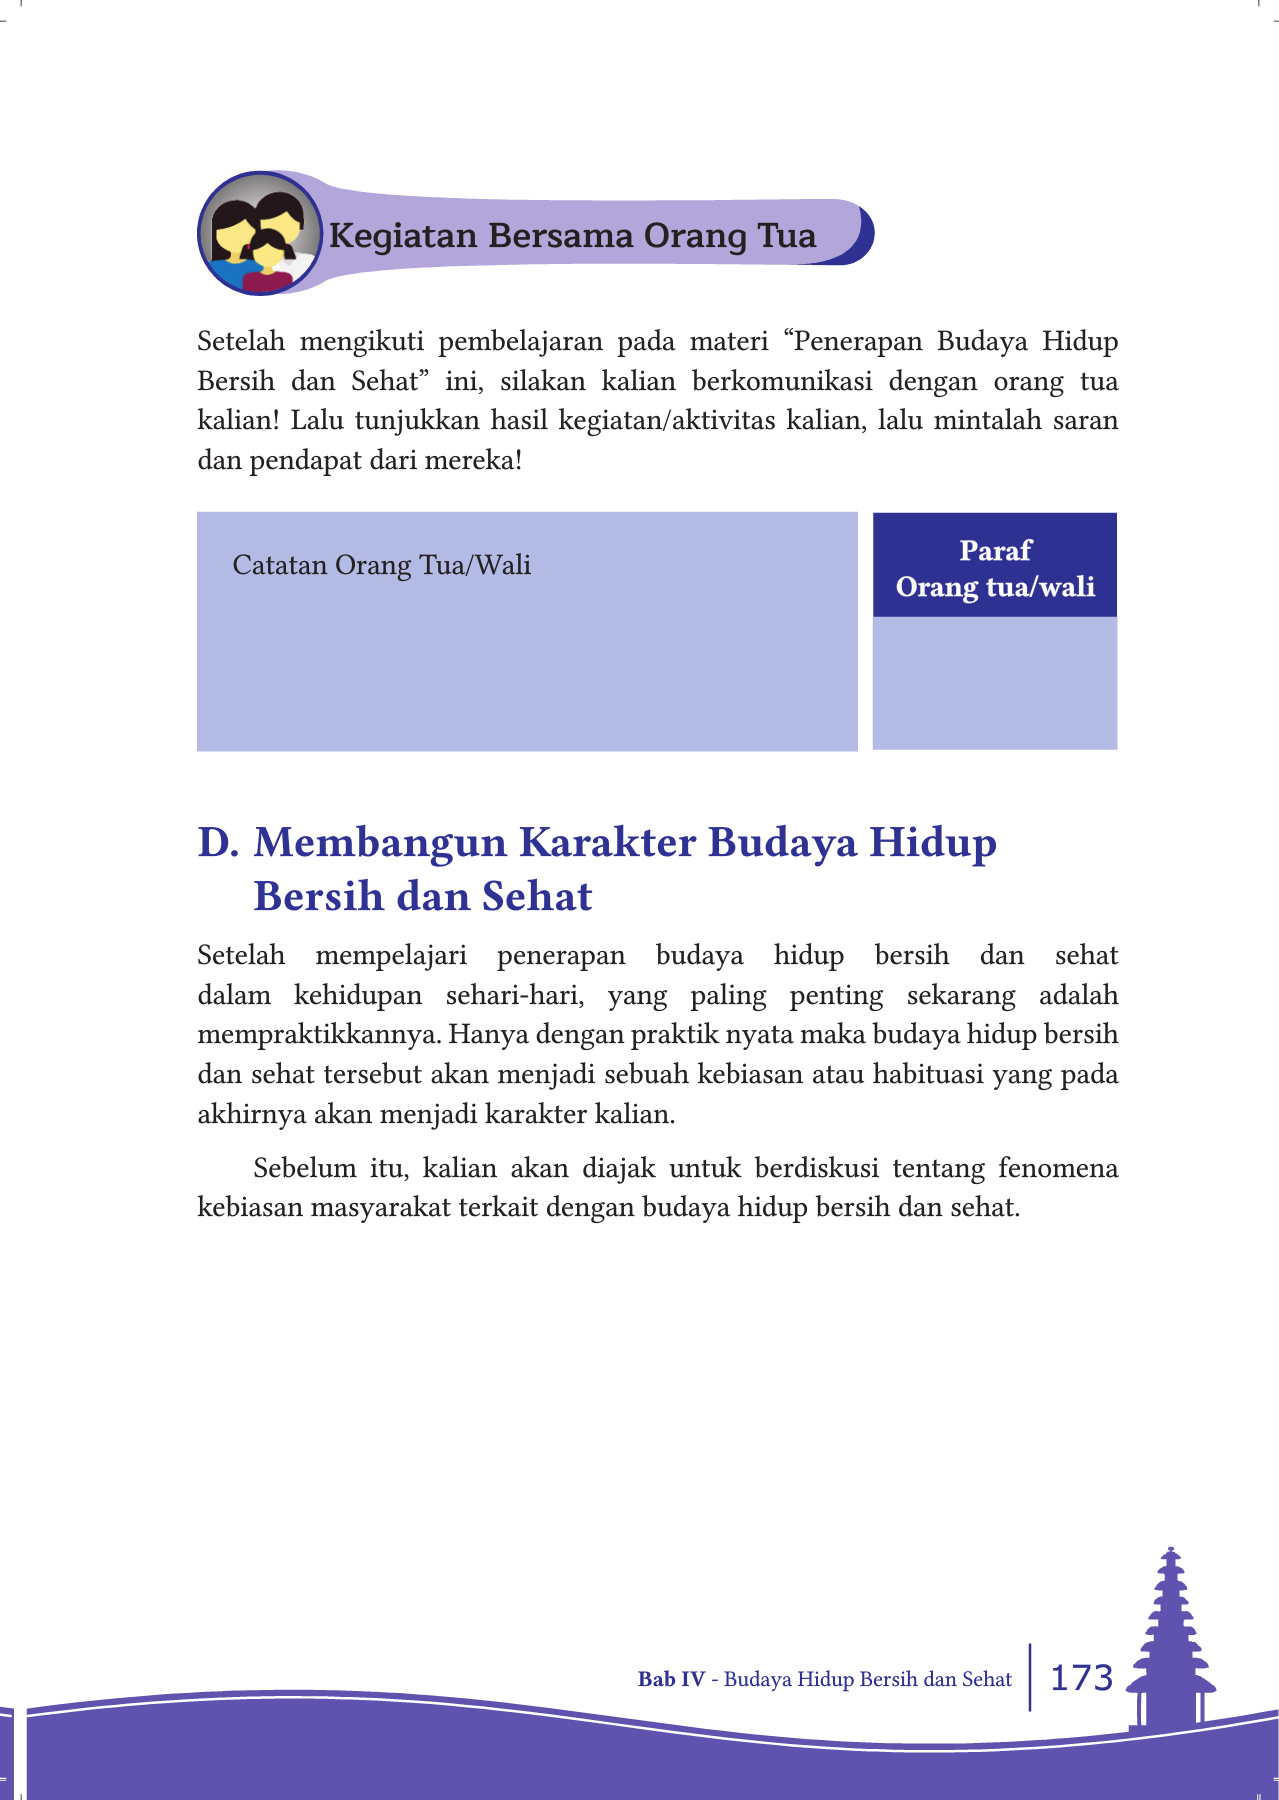 Kegiatan Bersama Orang Tua
Setelah mengikuti pembelajaran pada materi “Penerapan Budaya Hidup
Bersih dan Sehat” ini, silakan kalian berkomunikasi dengan orang tua
kalian! Lalu tunjukkan hasil kegiatan/aktivitas kalian, lalu mintalah saran
dan pendapat dari mereka!
Catatan Orang Tua/Wali
Paraf
Orang tua/wali
D. Membangun Karakter Budaya Hidup
Bersih dan Sehat
Setelah mempelajari penerapan budaya hidup bersih dan sehat
dalam kehidupan sehari-hari, yang paling penting sekarang adalah
mempraktikkannya. Hanya dengan praktik nyata maka budaya hidup bersih
dan sehat tersebut akan menjadi sebuah kebiasan atau habituasi yang pada
akhirnya akan menjadi karakter kalian.
Sebelum itu, kalian akan diajak untuk berdiskusi tentang fenomena
kebiasan masyarakat terkait dengan budaya hidup bersih dan sehat.
Bab IV - Budaya Hidup Bersih dan Sehat
173